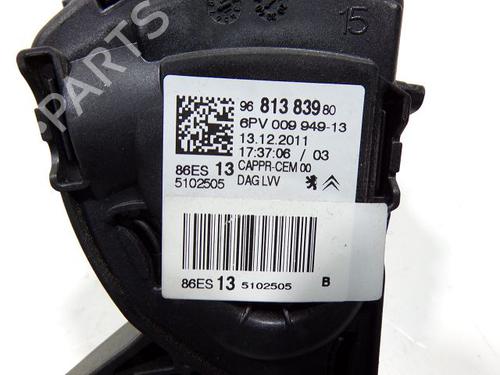 15
PARTS
96 813 839 80
6PV 009 949-13
13.12.2011
17:37:06 / 03
86ES 13 CAPPR-CEM 00
5102505 DAG LVV
86ES 13 5102505 B